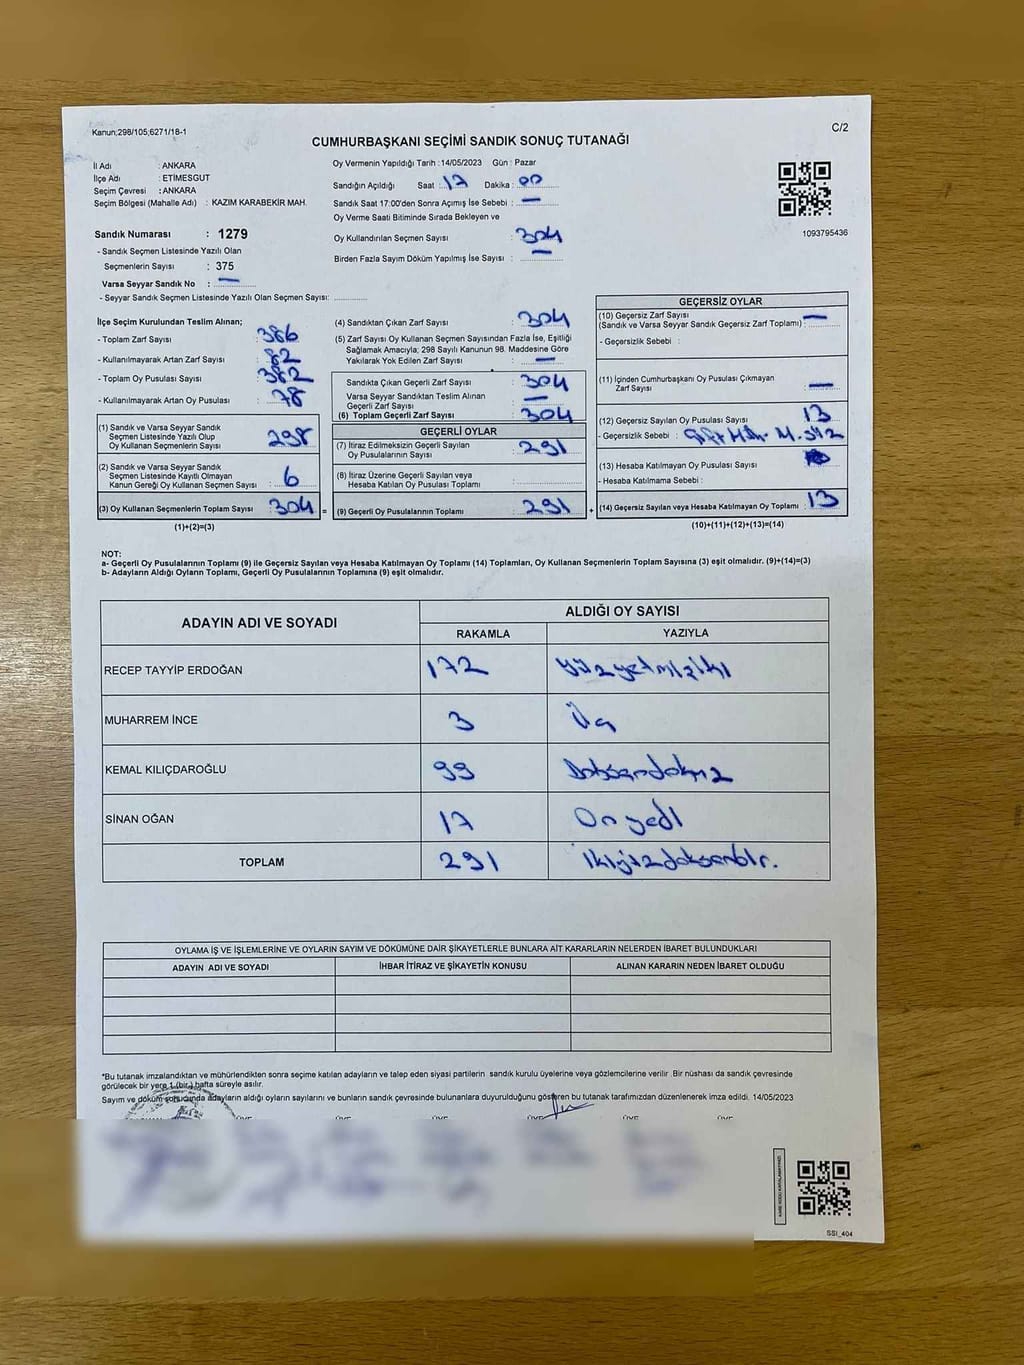 Kanun;298/105;6271/18-1
C/2
CUMHURBAŞKANI SEÇİMİ SANDIK SONUÇ TUTANAĞI
İl Adı : ANKARA
İlçe Adı : ETİMESGUT
Seçim Çevresi : ANKARA
Seçim Bölgesi (Mahalle Adı) : KAZIM KARABEKİR MAH.
Sandık Numarası : 1279
- Sandık Seçmen Listesinde Yazılı Olan
Seçmenlerin Sayısı : 375
Varsa Seyyar Sandık No : —
- Seyyar Sandık Seçmen Listesinde Yazılı Olan Seçmen Sayısı: ............
Oy Vermenin Yapıldığı Tarih :14/05/2023 Gün : Pazar
Sandığın Açıldığı Saat : 17 Dakika : 00
Sandık Saat 17:00'den Sonra Açımış İse Sebebi : —
Oy Verme Saati Bitiminde Sırada Bekleyen ve
Oy Kullandırılan Seçmen Sayısı : 304
Birden Fazla Sayım Döküm Yapılmış İse Sayısı : —
1093795436
İlçe Seçim Kurulundan Teslim Alınan;
- Toplam Zarf Sayısı : 386
- Kullanılmayarak Artan Zarf Sayısı : 82
- Toplam Oy Pusulası Sayısı : 382
- Kullanılmayarak Artan Oy Pusulası : 78
(1) Sandık ve Varsa Seyyar Sandık
Seçmen Listesinde Yazılı Olup
Oy Kullanan Seçmenlerin Sayısı : 298
(2) Sandık ve Varsa Seyyar Sandık
Seçmen Listesinde Kayıtlı Olmayan
Kanun Gereği Oy Kullanan Seçmen Sayısı : 6
(3) Oy Kullanan Seçmenlerin Toplam Sayısı : 304 =
(1)+(2)=(3)
(4) Sandıktan Çıkan Zarf Sayısı : 304
(5) Zarf Sayısı Oy Kullanan Seçmen Sayısından Fazla İse, Eşitliği
Sağlamak Amacıyla; 298 Sayılı Kanunun 98. Maddesine Göre
Yakılarak Yok Edilen Zarf Sayısı : —
Sandıkta Çıkan Geçerli Zarf Sayısı : 304
Varsa Seyyar Sandıktan Teslim Alınan
Geçerli Zarf Sayısı : —
(6) Toplam Geçerli Zarf Sayısı : 304
GEÇERLİ OYLAR
(7) İtiraz Edilmeksizin Geçerli Sayılan
Oy Pusulalarının Sayısı : 291
(8) İtiraz Üzerine Geçerli Sayılan veya
Hesaba Katılan Oy Pusulası Toplamı :
(9) Geçerli Oy Pusulalarının Toplamı : 291 +
GEÇERSİZ OYLAR
(10) Geçersiz Zarf Sayısı : —
(Sandık ve Varsa Seyyar Sandık Geçersiz Zarf Toplamı) :
- Geçersizlik Sebebi :
(11) İçinden Cumhurbaşkanı Oy Pusulası Çıkmayan
Zarf Sayısı : —
(12) Geçersiz Sayılan Oy Pusulası Sayısı : 13
- Geçersizlik Sebebi :
(13) Hesaba Katılmayan Oy Pusulası Sayısı :
- Hesaba Katılmama Sebebi :
(14) Geçersiz Sayılan veya Hesaba Katılmayan Oy Toplamı : 13
(10)+(11)+(12)+(13)=(14)
NOT:
a- Geçerli Oy Pusulalarının Toplamı (9) ile Geçersiz Sayılan veya Hesaba Katılmayan Oy Toplamı (14) Toplamları, Oy Kullanan Seçmenlerin Toplam Sayısına (3) eşit olmalıdır. (9)+(14)=(3)
b- Adayların Aldığı Oyların Toplamı, Geçerli Oy Pusulalarının Toplamına (9) eşit olmalıdır.
ADAYIN ADI VE SOYADI
ALDIĞI OY SAYISI
RAKAMLA YAZIYLA
RECEP TAYYİP ERDOĞAN 172 Yüzyetmişiki
MUHARREM İNCE 3 Üç
KEMAL KILIÇDAROĞLU 99 Doksandokuz
SİNAN OĞAN 17 On yedi
TOPLAM 291 ikiyüzdoksanbir.
OYLAMA İŞ VE İŞLEMLERİNE VE OYLARIN SAYIM VE DÖKÜMÜNE DAİR ŞİKAYETLERLE BUNLARA AİT KARARLARIN NELERDEN İBARET BULUNDUKLARI
ADAYIN ADI VE SOYADI İHBAR İTİRAZ VE ŞİKAYETİN KONUSU ALINAN KARARIN NEDEN İBARET OLDUĞU
*Bu tutanak imzalandıktan ve mühürlendikten sonra seçime katılan adayların ve talep eden siyasi partilerin sandık kurulu üyelerine veya gözlemcilerine verilir .Bir nüshası da sandık çevresinde
görülecek bir yere 1 (bir) hafta süreyle asılır.
Sayım ve döküm sonucunda adayların aldığı oyların sayılarını ve bunların sandık çevresinde bulunanlara duyurulduğunu gösteren bu tutanak tarafımızdan düzenlenerek imza edildi. 14/05/2023
ÜYE ÜYE ÜYE ÜYE ÜYE ÜYE
SSI_404